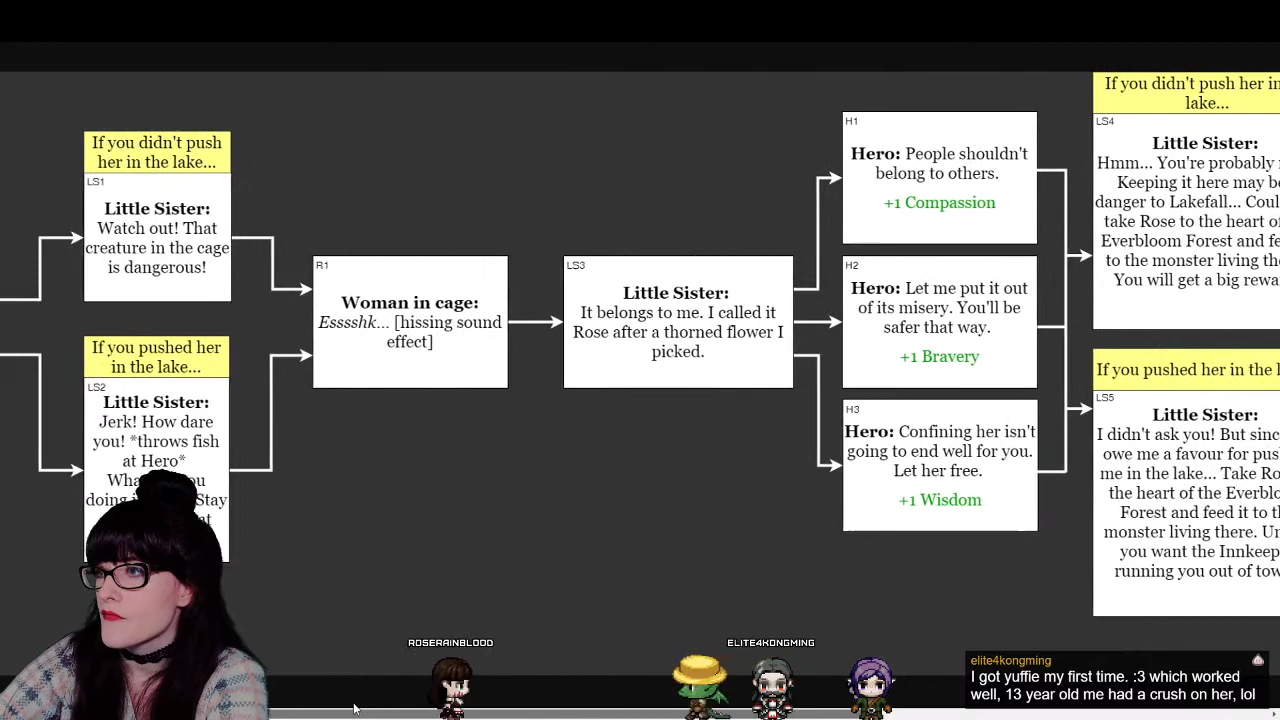 If you didn't push
her in the lake...
LS1
Little Sister:
Watch out! That
creature in the cage
is dangerous!
If you pushed her
in the lake...
LS2
Little Sister:
Jerk! How dare
you! *throws fish
at Hero*
doing
Stay
R1
Woman in cage:
Esssshk... [hissing sound
effect]
LS3
Little Sister:
It belongs to me. I called it
Rose after a thorned flower I
picked.
H1
Hero: People shouldn't
belong to others.
+1 Compassion
H2
Hero: Let me put it out
of its misery. You'll be
safer that way.
+1 Bravery
H3
Hero: Confining her isn't
going to end well for you.
Let her free.
+1 Wisdom
If you didn't push her in
lake...
LS4
Little Sister:
Hmm... You're probably
Keeping it here may be
danger to Lakefall... Coul
take Rose to the heart of
Everbloom Forest and fe
to the monster living the
You will get a big rewa
If you pushed her in the l
LS5
Little Sister:
I didn't ask you! But sinc
owe me a favour for pus
me in the lake... Take Ro
the heart of the Everblo
Forest and feed it to th
monster living there. Un
you want the Innkeep
running you out of tow
ROSERAINBLOOD
ELITE4KONGMING
elite4kongming
I got yuffie my first time. :3 which worked
well, 13 year old me had a crush on her, lol